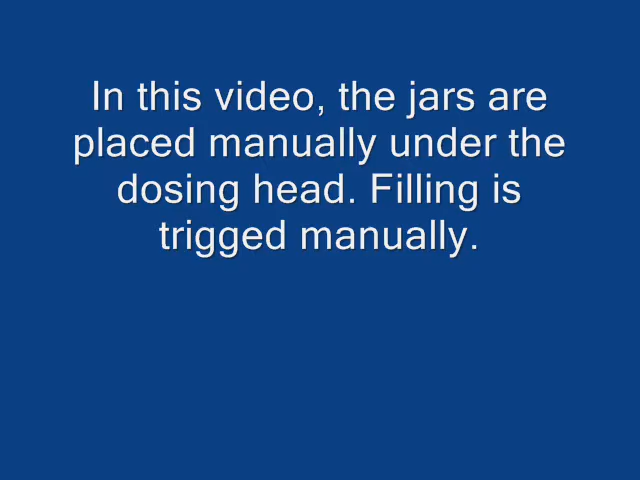 In this video, the jars are
placed manually under the
dosing head. Filling is
trigged manually.